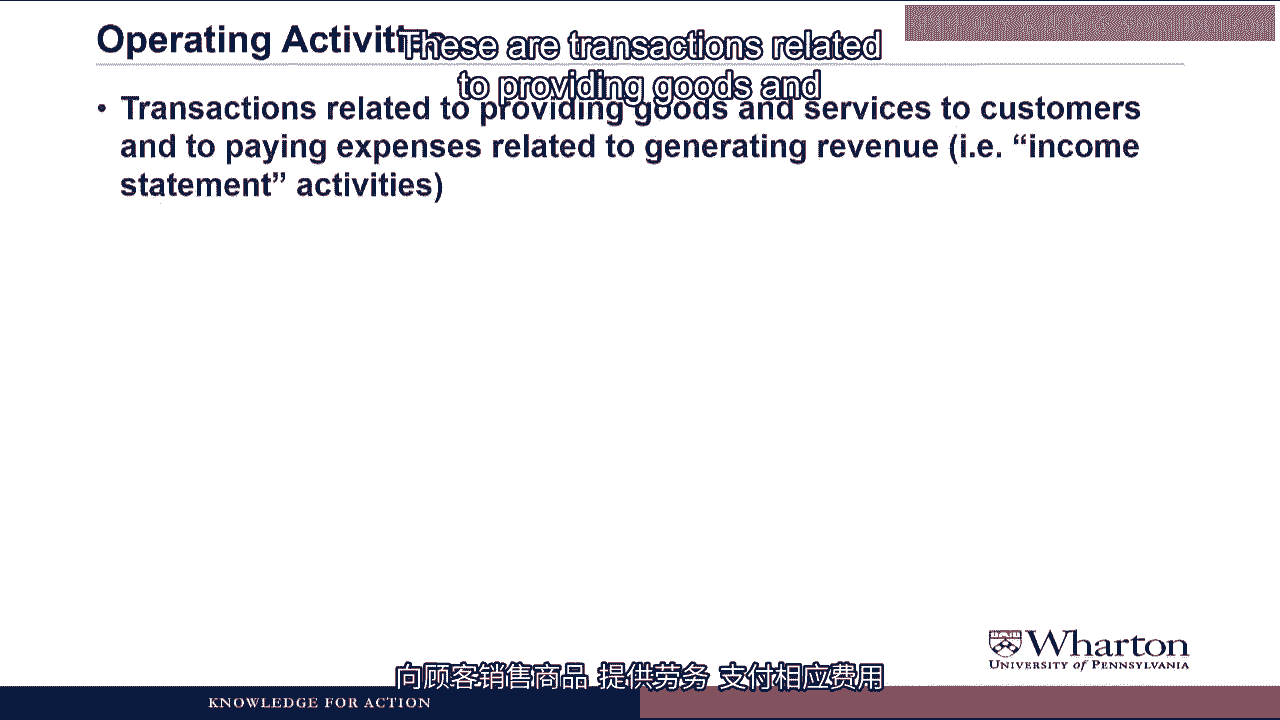 Operating Activities
These are transactions related
to providing goods and
• Transactions related to providing goods and services to customers
and to paying expenses related to generating revenue (i.e. “income
statement” activities)
Wharton
UNIVERSITY of PENNSYLVANIA
向顾客销售商品 提供劳务 支付相应费用
KNOWLEDGE FOR ACTION